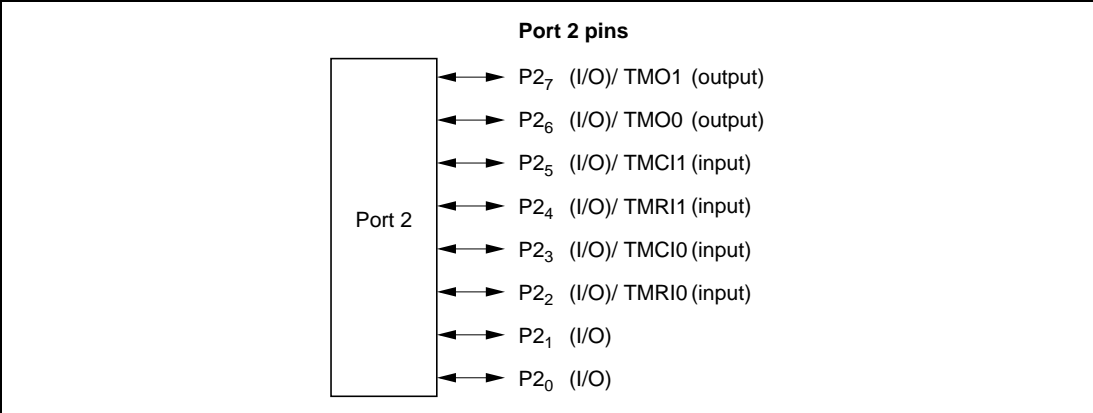 Port 2 pins
P2₇ (I/O)/ TMO1 (output)
P2₆ (I/O)/ TMO0 (output)
P2₅ (I/O)/ TMCI1 (input)
P2₄ (I/O)/ TMRI1 (input)
Port 2
P2₃ (I/O)/ TMCI0 (input)
P2₂ (I/O)/ TMRI0 (input)
P2₁ (I/O)
P2₀ (I/O)